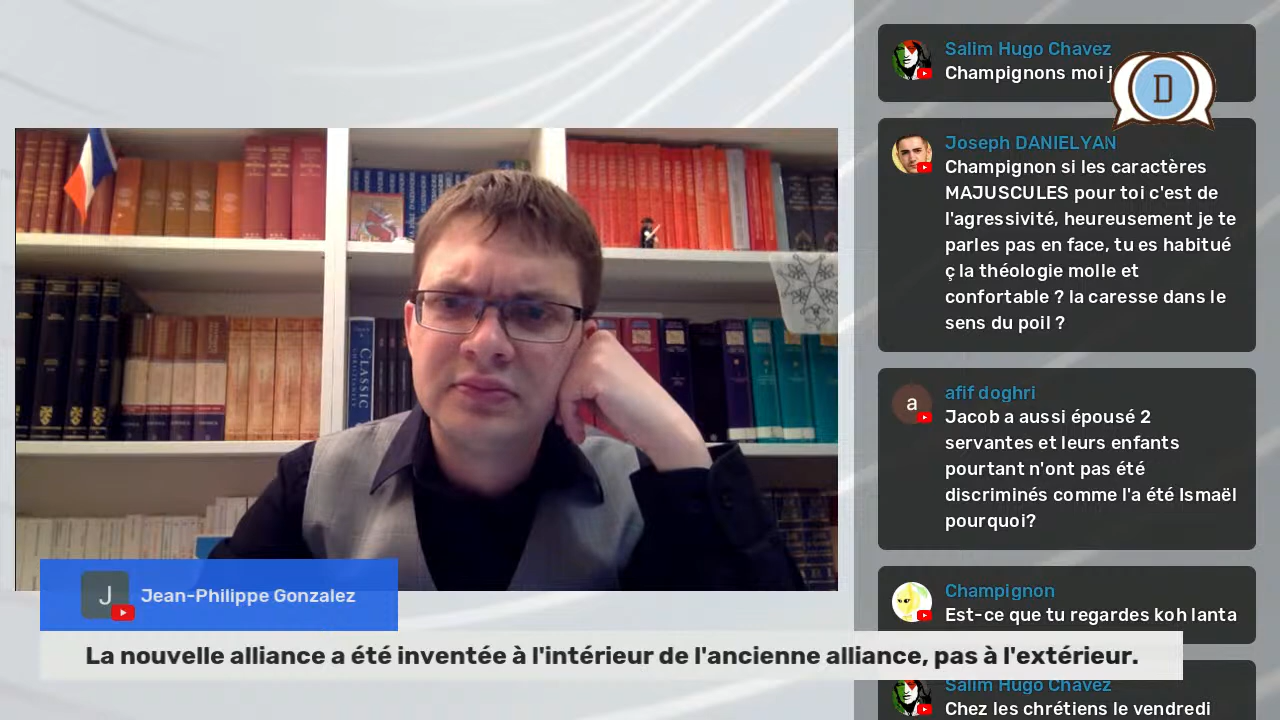 Salim Hugo Chavez
Champignons moi j
D
Joseph DANIELYAN
Champignon si les caractères
MAJUSCULES pour toi c'est de
l'agressivité, heureusement je te
parles pas en face, tu es habitué
ç la théologie molle et
confortable ? la caresse dans le
sens du poil ?
a
afif doghri
Jacob a aussi épousé 2
servantes et leurs enfants
pourtant n'ont pas été
discriminés comme l'a été Ismaël
pourquoi?
Champignon
Est-ce que tu regardes koh lanta
Salim Hugo Chavez
Chez les chrétiens le vendredi
CLASSIC
CHRISTIANITY
J
Jean-Philippe Gonzalez
La nouvelle alliance a été inventée à l'intérieur de l'ancienne alliance, pas à l'extérieur.